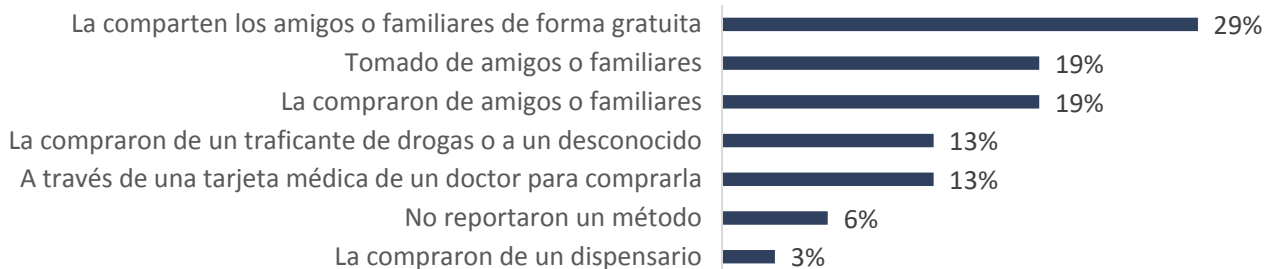 La comparten los amigos o familiares de forma gratuita 29%
Tomado de amigos o familiares 19%
La compraron de amigos o familiares 19%
La compraron de un traficante de drogas o a un desconocido 13%
A través de una tarjeta médica de un doctor para comprarla 13%
No reportaron un método 6%
La compraron de un dispensario 3%